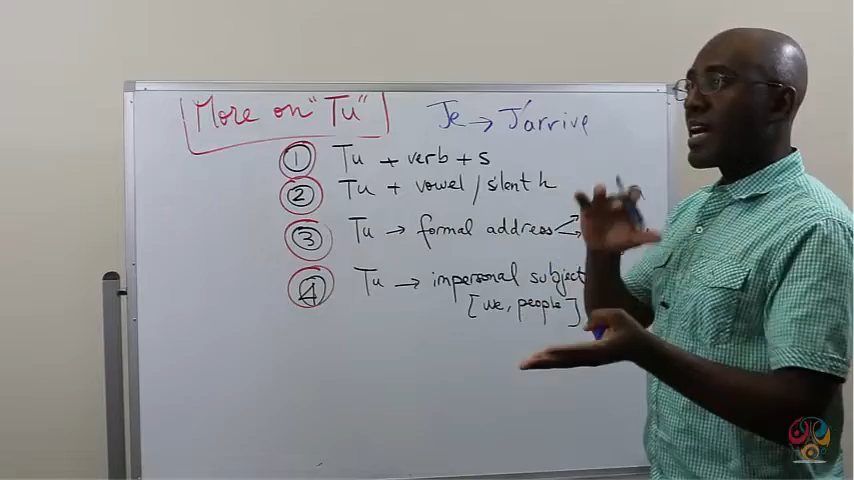 More on "Tu"
Je → J'arrive
1 Tu + verb + s
2 Tu + vowel / silent h
3 Tu → formal address
4 Tu → impersonal subject
[we, people]